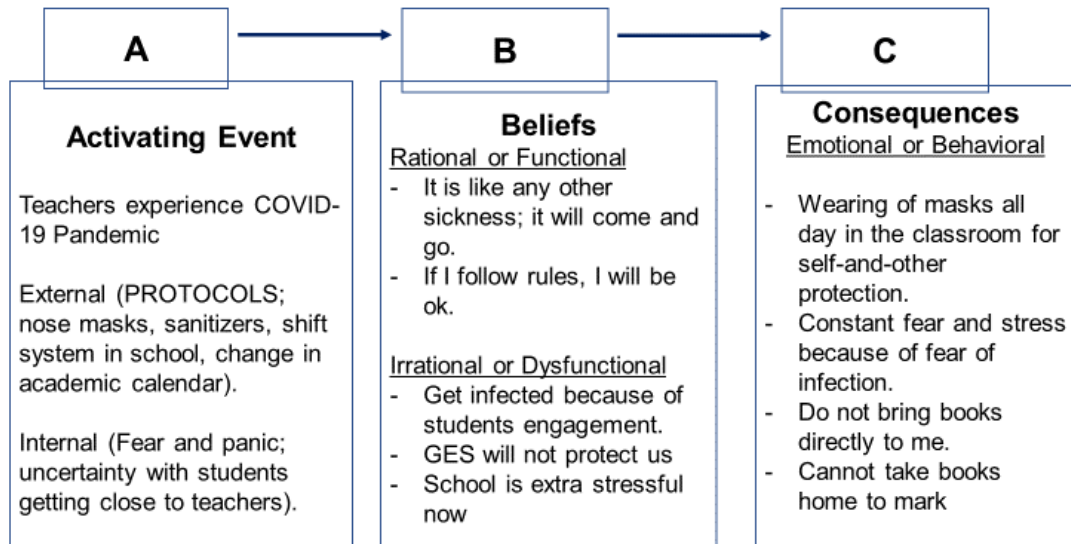 A
Activating Event
Teachers experience COVID-
19 Pandemic
External (PROTOCOLS;
nose masks, sanitizers, shift
system in school, change in
academic calendar).
Internal (Fear and panic;
uncertainty with students
getting close to teachers).
B
Beliefs
Rational or Functional
- It is like any other
sickness; it will come and
go.
- If I follow rules, I will be
ok.
Irrational or Dysfunctional
- Get infected because of
students engagement.
- GES will not protect us
- School is extra stressful
now
C
Consequences
Emotional or Behavioral
- Wearing of masks all
day in the classroom for
self-and-other
protection.
- Constant fear and stress
because of fear of
infection.
- Do not bring books
directly to me.
- Cannot take books
home to mark